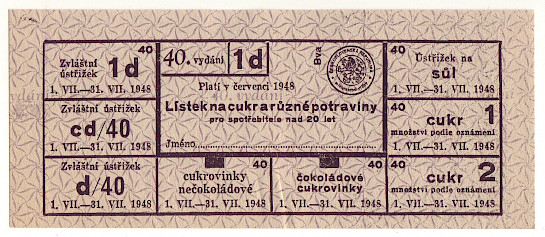 40
Zvláštní ústřižek 1d
1. VII.—31. VII. 1948
Zvláštní ústřižek
cd/40
1. VII.—31. VII. 1948
Zvláštní ústřižek
d/40
1. VII.—31. VII. 1948
40. vydání 1d
Bva
Platí v červenci 1948
Lístek na cukr a různé potraviny
pro spotřebitele nad 20 let
Jméno
40
cukrovinky
nečokoládové
1. VII.—31. VII. 1948
40
čokoládové
cukrovinky
1. VII.—31. VII. 1948
40
Ústřižek na
sůl
1. VII.—31. VII. 1948
40
cukr 1
množství podle oznámení
1. VII.—31. VII. 1948
40
cukr 2
množství podle oznámení
1. VII.—31. VII. 1948